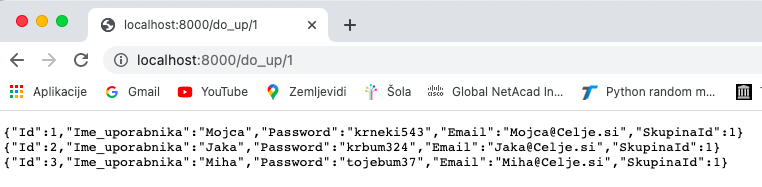 localhost:8000/do_up/1
localhost:8000/do_up/1
Aplikacije Gmail YouTube Zemljevidi Šola Global NetAcad In... Python random m...
{"Id":1,"Ime_uporabnika":"Mojca","Password":"krneki543","Email":"Mojca@Celje.si","SkupinaId":1}
{"Id":2,"Ime_uporabnika":"Jaka","Password":"krbum324","Email":"Jaka@Celje.si","SkupinaId":1}
{"Id":3,"Ime_uporabnika":"Miha","Password":"tojebum37","Email":"Miha@Celje.si","SkupinaId":1}